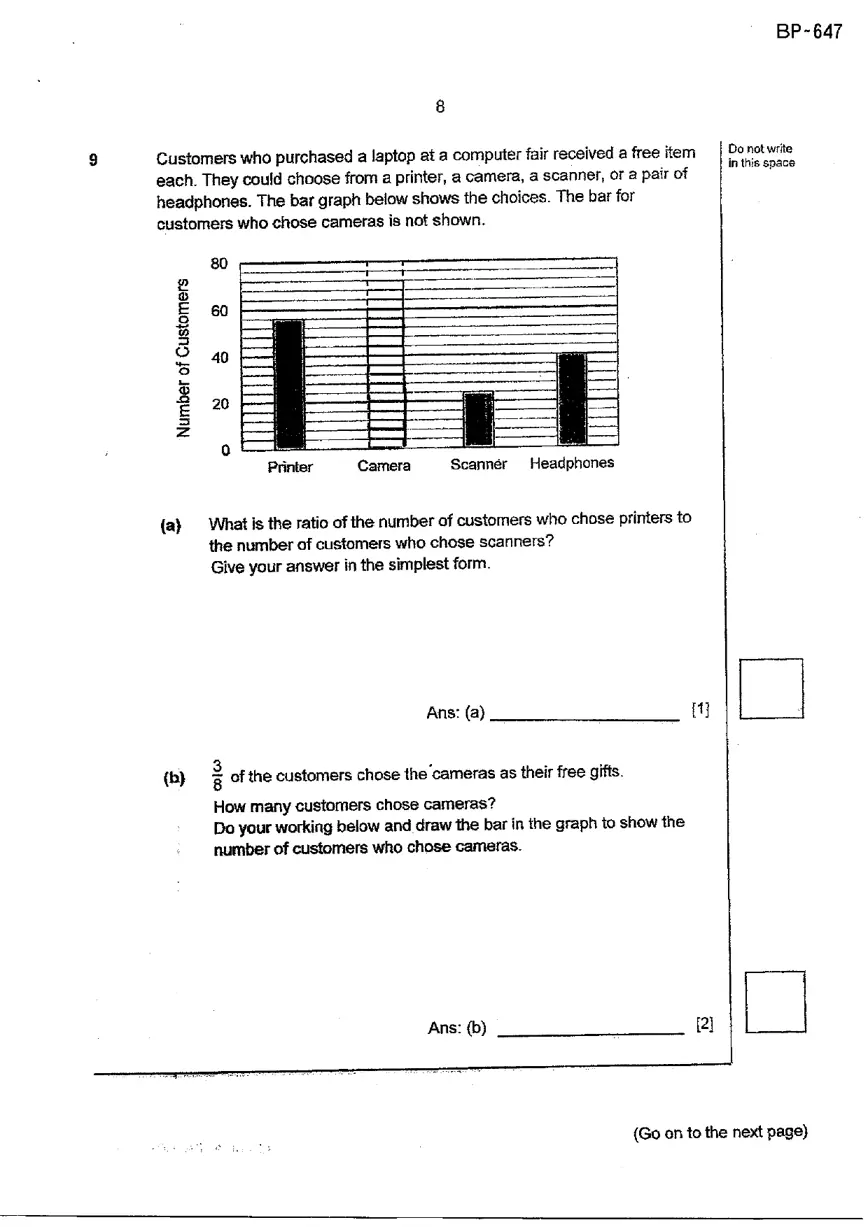 BP-647
8
9 Customers who purchased a laptop at a computer fair received a free item
each. They could choose from a printer, a camera, a scanner, or a pair of
headphones. The bar graph below shows the choices. The bar for
customers who chose cameras is not shown.
Do not write
in this space
Number of Customers
80
60
40
20
0
Printer Camera Scanner Headphones
(a) What is the ratio of the number of customers who chose printers to
the number of customers who chose scanners?
Give your answer in the simplest form.
Ans: (a) ____________________ [1]
(b) 3/8 of the customers chose the cameras as their free gifts.
How many customers chose cameras?
Do your working below and draw the bar in the graph to show the
number of customers who chose cameras.
Ans: (b) ____________________ [2]
(Go on to the next page)